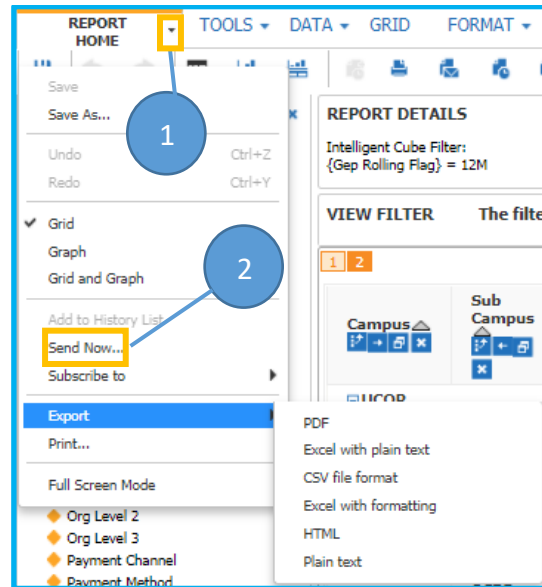 REPORT HOME TOOLS DATA GRID FORMAT
Save
Save As...
Undo Ctrl+Z
Redo Ctrl+Y
Grid
Graph
Grid and Graph
Add to History List
Send Now...
Subscribe to
Export
Print...
Full Screen Mode
Org Level 2
Org Level 3
Payment Channel
Payment Method
1
2
REPORT DETAILS
Intelligent Cube Filter:
{Gep Rolling Flag} = 12M
VIEW FILTER The filte
1 2
Campus
Sub
Campus
UCOP
PDF
Excel with plain text
CSV file format
Excel with formatting
HTML
Plain text